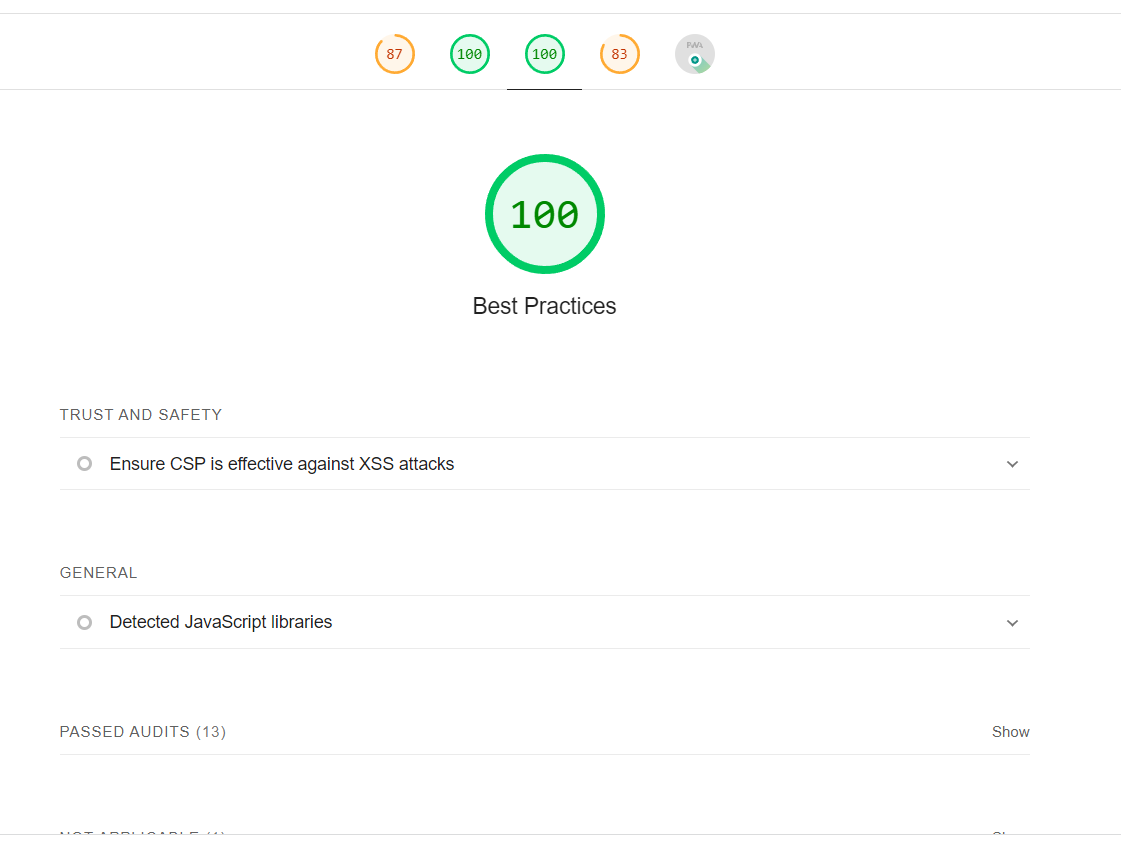 87 100 100 83 PWA
100
Best Practices
TRUST AND SAFETY
Ensure CSP is effective against XSS attacks
GENERAL
Detected JavaScript libraries
PASSED AUDITS (13) Show